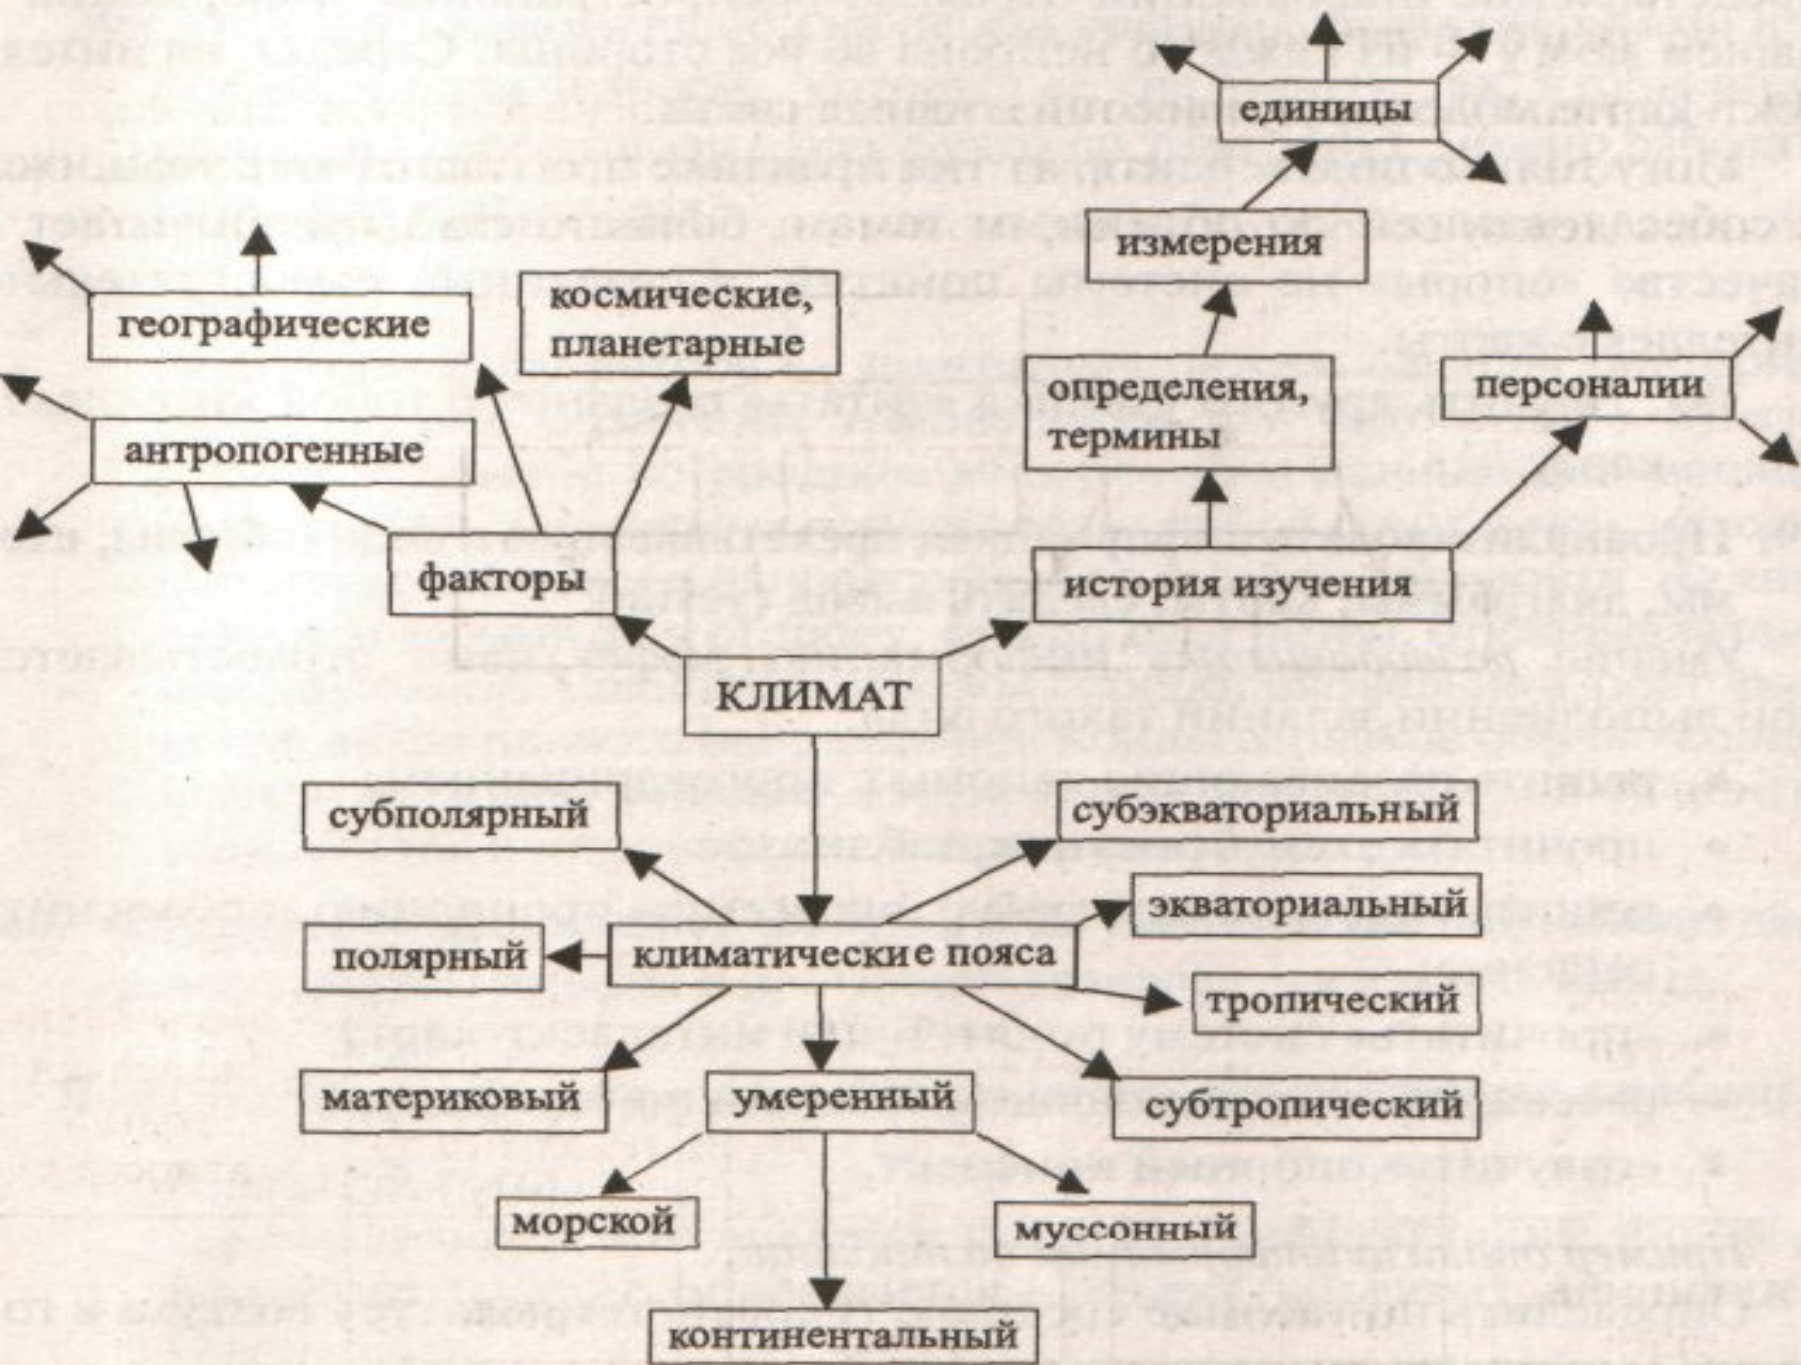 единицы
измерения
географические
космические,
планетарные
определения,
термины
персоналии
антропогенные
факторы
история изучения
КЛИМАТ
субполярный
субэкваториальный
экваториальный
полярный
климатические пояса
тропический
материковый
умеренный
субтропический
морской
муссонный
континентальный